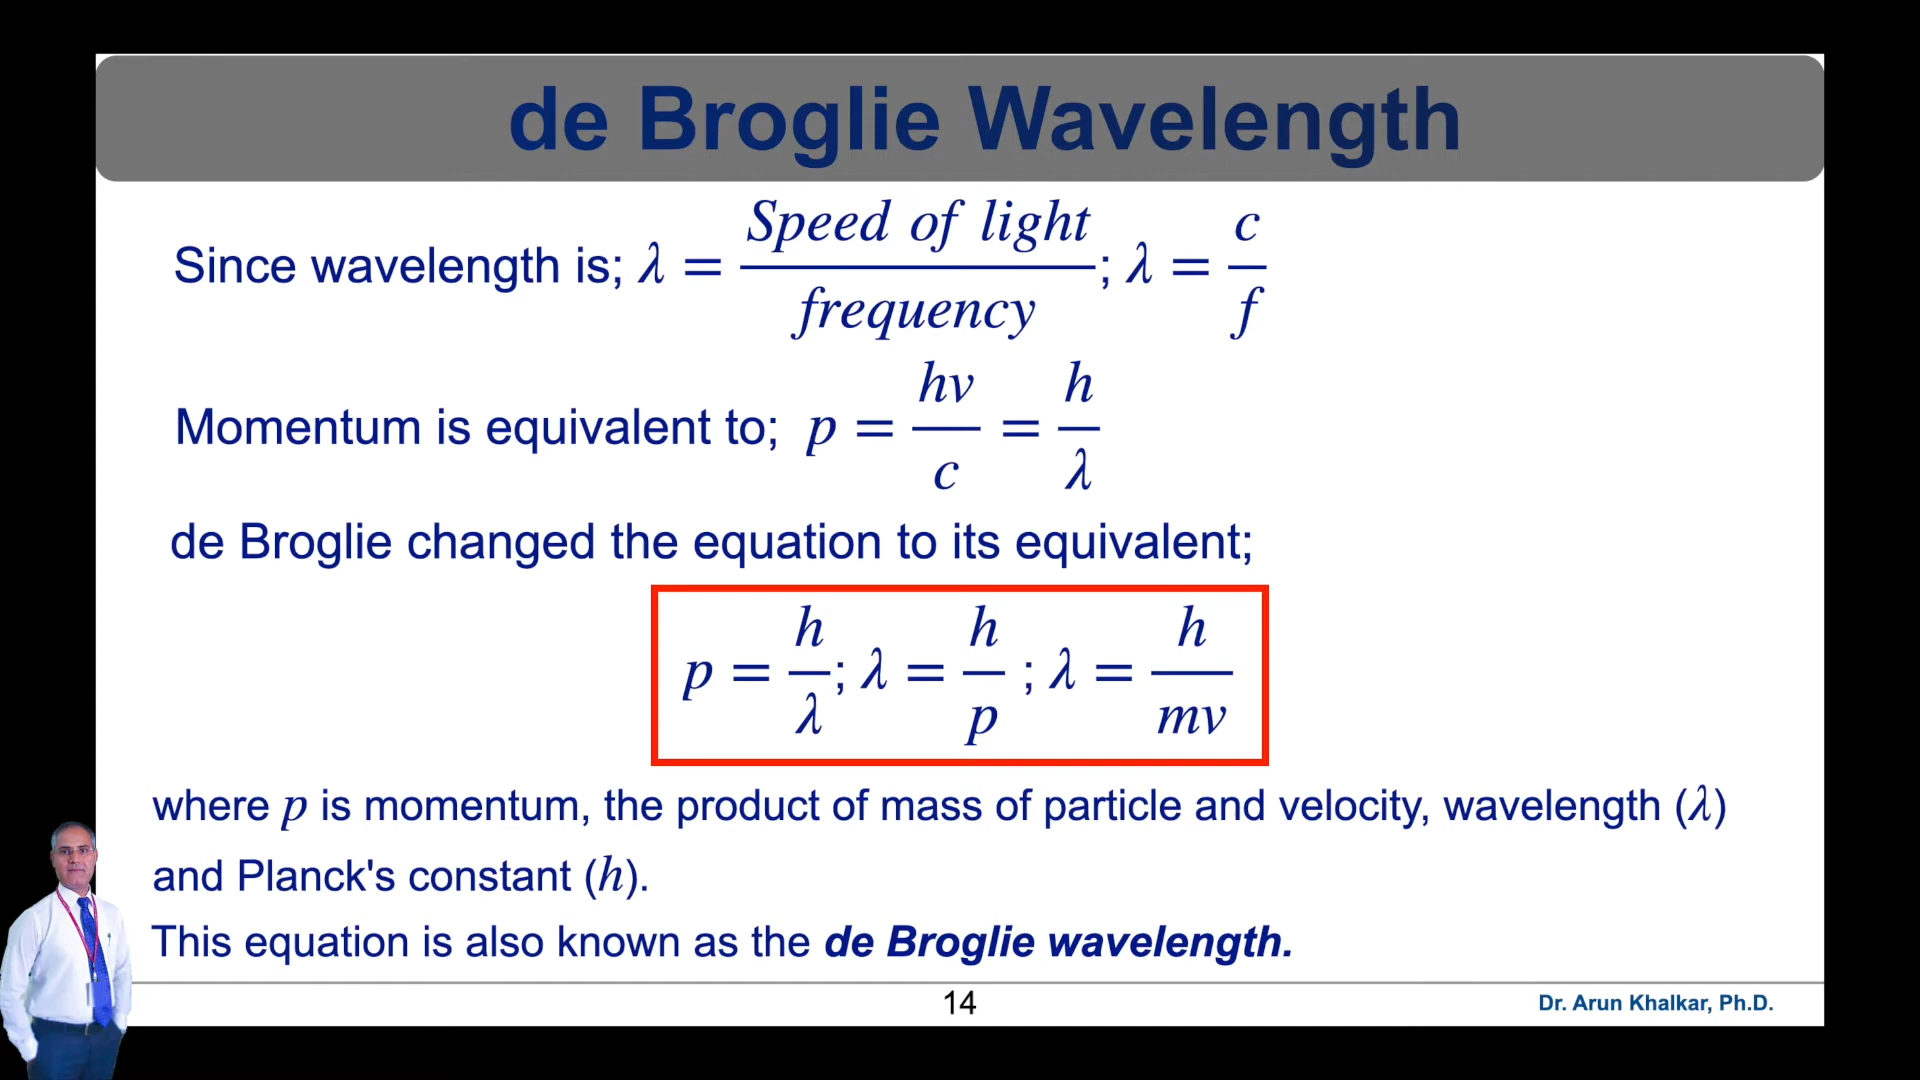 de Broglie Wavelength
Since wavelength is; λ = Speed of light / frequency; λ = c / f
Momentum is equivalent to; p = hv / c = h / λ
de Broglie changed the equation to its equivalent;
p = h / λ; λ = h / p ; λ = h / mv
where p is momentum, the product of mass of particle and velocity, wavelength (λ)
and Planck's constant (h).
This equation is also known as the de Broglie wavelength.
14
Dr. Arun Khalkar, Ph.D.